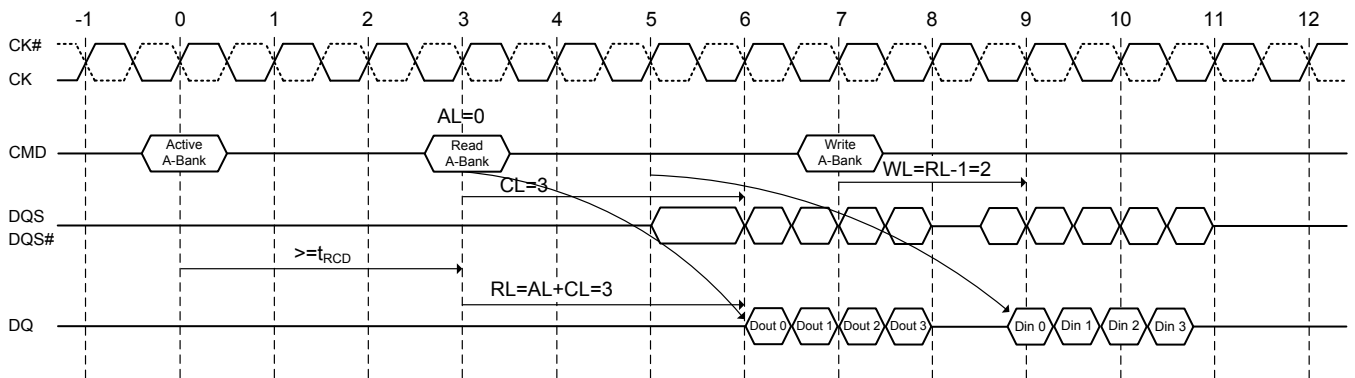 -1 0 1 2 3 4 5 6 7 8 9 10 11 12
CK#
CK
AL=0
CMD
Active
A-Bank
Read
A-Bank
Write
A-Bank
CL=3
WL=RL-1=2
DQS
DQS#
>=tRCD
RL=AL+CL=3
DQ
Dout 0 Dout 1 Dout 2 Dout 3 Din 0 Din 1 Din 2 Din 3